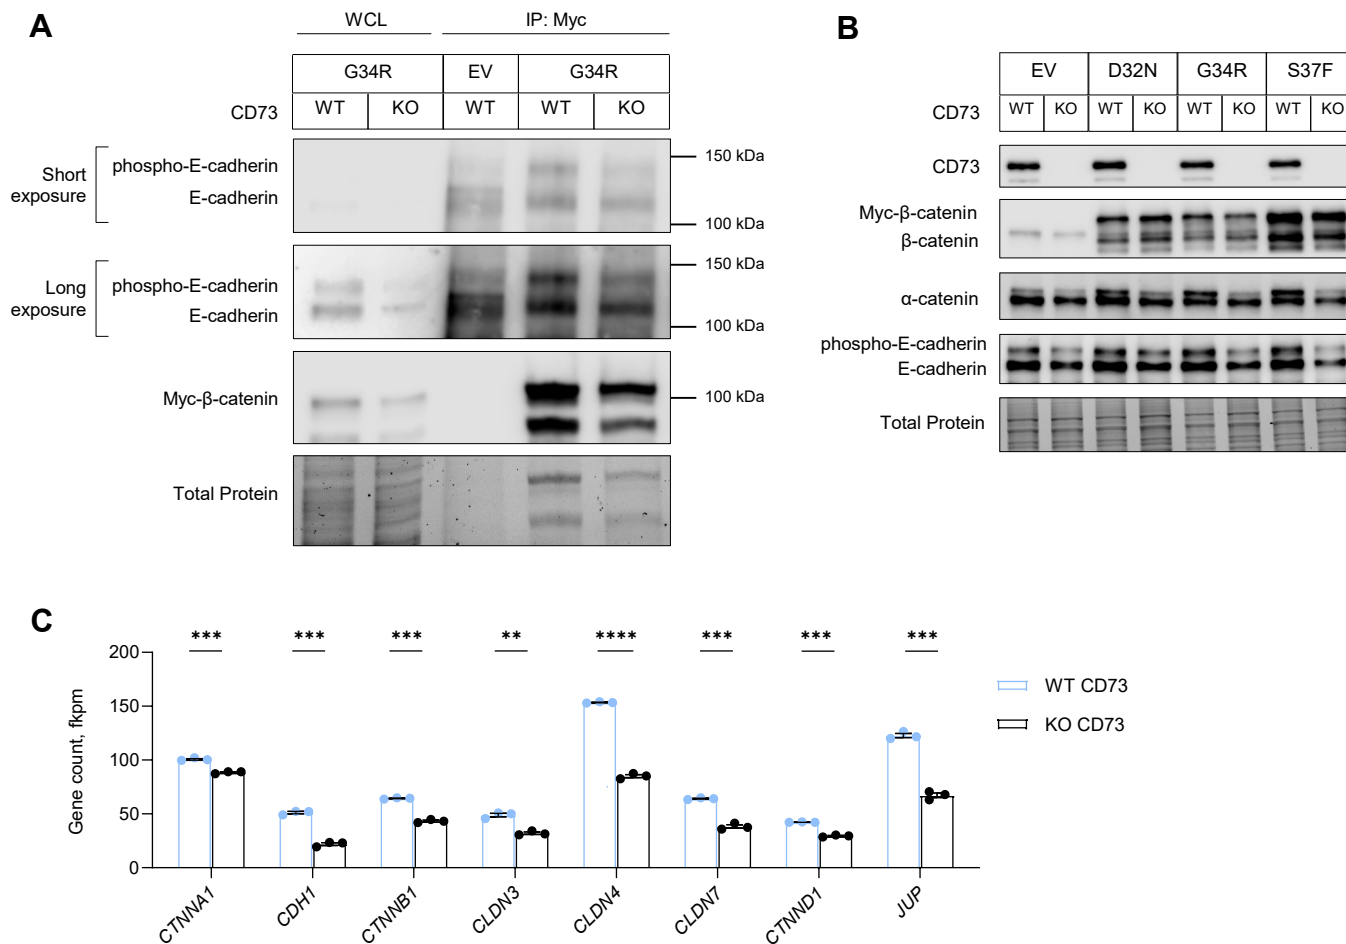 A
WCL IP: Myc
G34R EV G34R
CD73 WT KO WT WT KO
Short exposure
phospho-E-cadherin
E-cadherin
150 kDa
100 kDa
Long exposure
phospho-E-cadherin
E-cadherin
150 kDa
100 kDa
Myc-β-catenin
100 kDa
Total Protein
B
EV D32N G34R S37F
CD73 WT KO WT KO WT KO WT KO
CD73
Myc-β-catenin
β-catenin
α-catenin
phospho-E-cadherin
E-cadherin
Total Protein
C
*** *** *** ** **** *** *** ***
Gene count, fkpm
200
150
100
50
0
CTNNA1 CDH1 CTNNB1 CLDN3 CLDN4 CLDN7 CTNND1 JUP
WT CD73
KO CD73